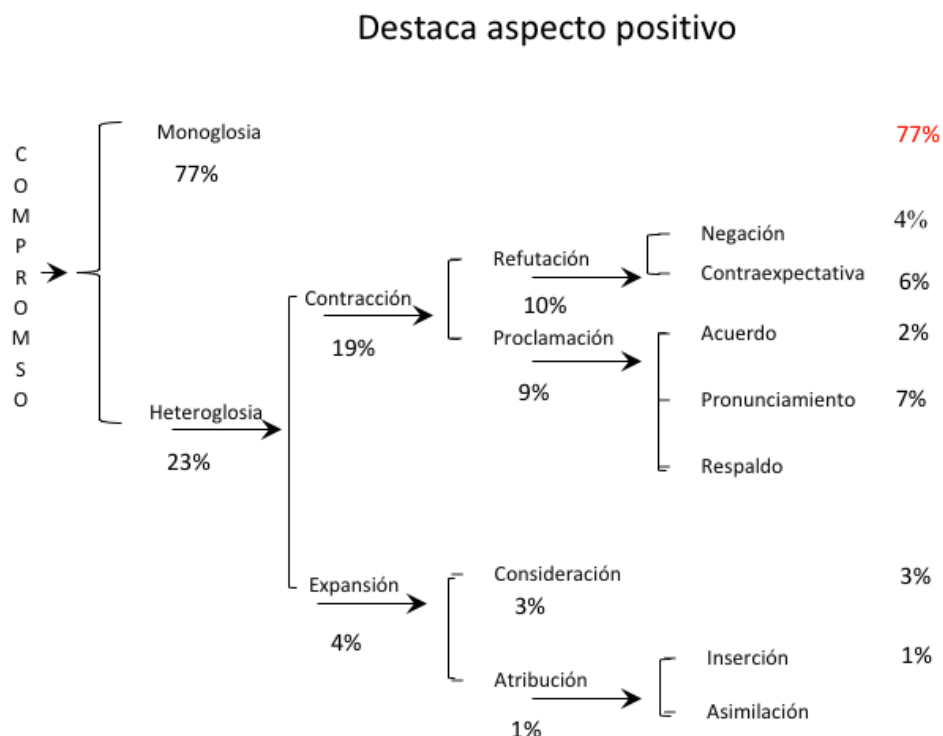 Destaca aspecto positivo
COMPROMSO
Monoglosia 77%
77%
Negación 4%
Refutación
Contracción
Contraexpectativa 6%
10%
Proclamación
Acuerdo 2%
19%
9%
Pronunciamiento 7%
Heteroglosia
23%
Respaldo
Consideración 3%
Expansión
3%
4%
Inserción 1%
Atribución
Asimilación
1%